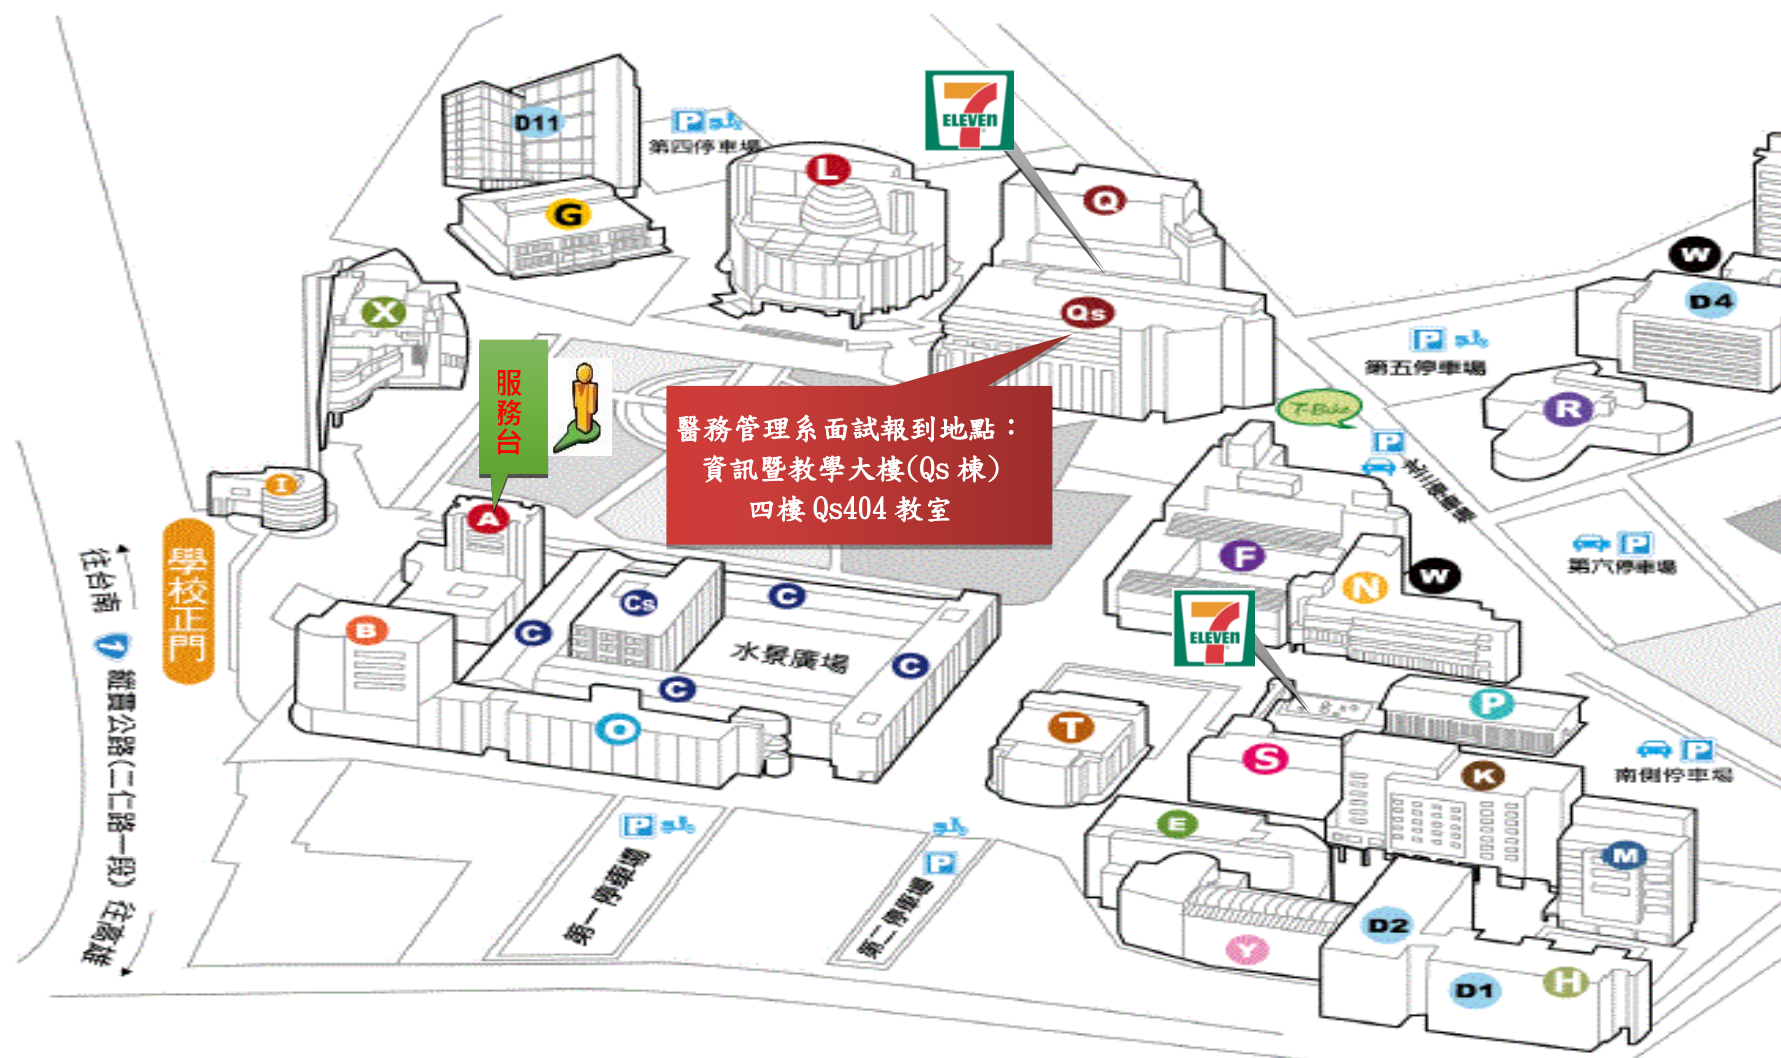 D11
P
第四停車場
L
7
ELEVEN
Q
G
W
D4
X
Qs
P
第五停車場
服務台
醫務管理系面試報到地點：
資訊暨教學大樓(Qs 棟)
四樓 Qs404 教室
T-Bike
R
P
I
A
學校正門
往台南
1
縱貫公路(二仁路一段)
往高雄
F
N
W
P
第六停車場
B
Cs
C
C
水景廣場
C
C
O
7
ELEVEN
P
T
S
K
P
南側停車場
P
第一停車場
P
第二停車場
E
M
Y
D2
D1
H